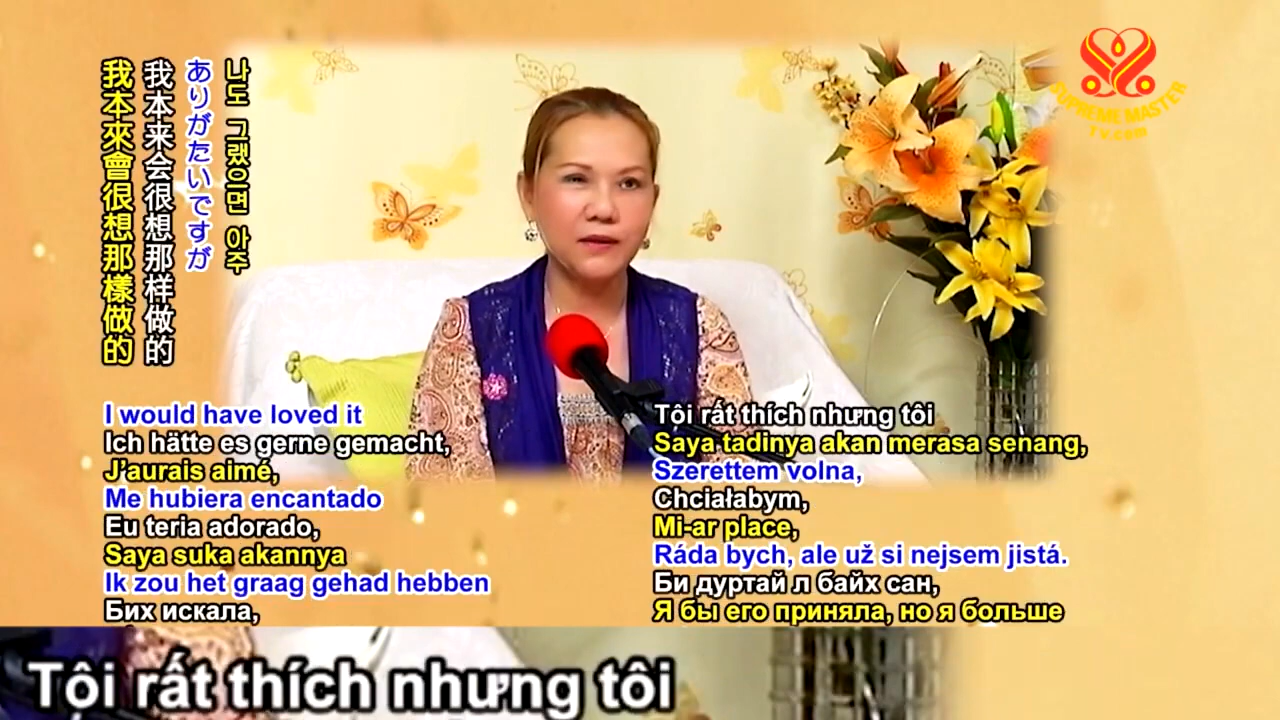 나도 그랬으면 아주
ありがたいですが
我本来会很想那样做的
我本來會很想那樣做的
SUPREME MASTER
TV.com
I would have loved it
Ich hätte es gerne gemacht,
J'aurais aimé,
Me hubiera encantado
Eu teria adorado,
Saya suka akannya
Ik zou het graag gehad hebben
Бих искала,
Tôi rất thích nhưng tôi
Saya tadinya akan merasa senang,
Szerettem volna,
Chciałabym,
Mi-ar place,
Ráda bych, ale už si nejsem jistá.
Би дуртай л байх сан,
Я бы его приняла, но я больше
Tôi rất thích nhưng tôi